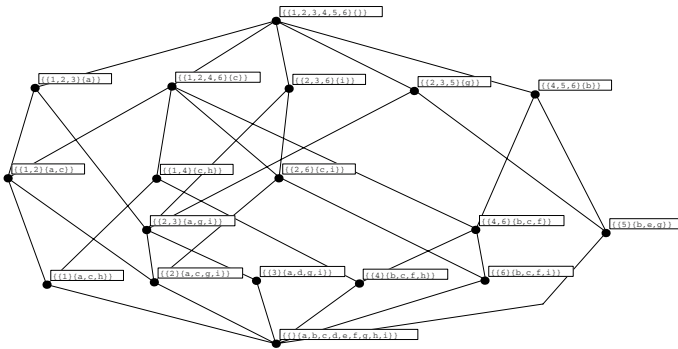 {{1,2,3,4,5,6}{}}
{{1,2,3}{a}}
{{1,2,4,6}{c}}
{{2,3,6}{i}}
{{2,3,5}{g}}
{{4,5,6}{b}}
{{1,2}{a,c}}
{{1,4}{c,h}}
{{2,6}{c,i}}
{{2,3}{a,g,i}}
{{4,6}{b,c,f}}
{{5}{b,e,g}}
{{1}{a,c,h}}
{{2}{a,c,g,i}}
{{3}{a,d,g,i}}
{{4}{b,c,f,h}}
{{6}{b,c,f,i}}
{{}{a,b,c,d,e,f,g,h,i}}